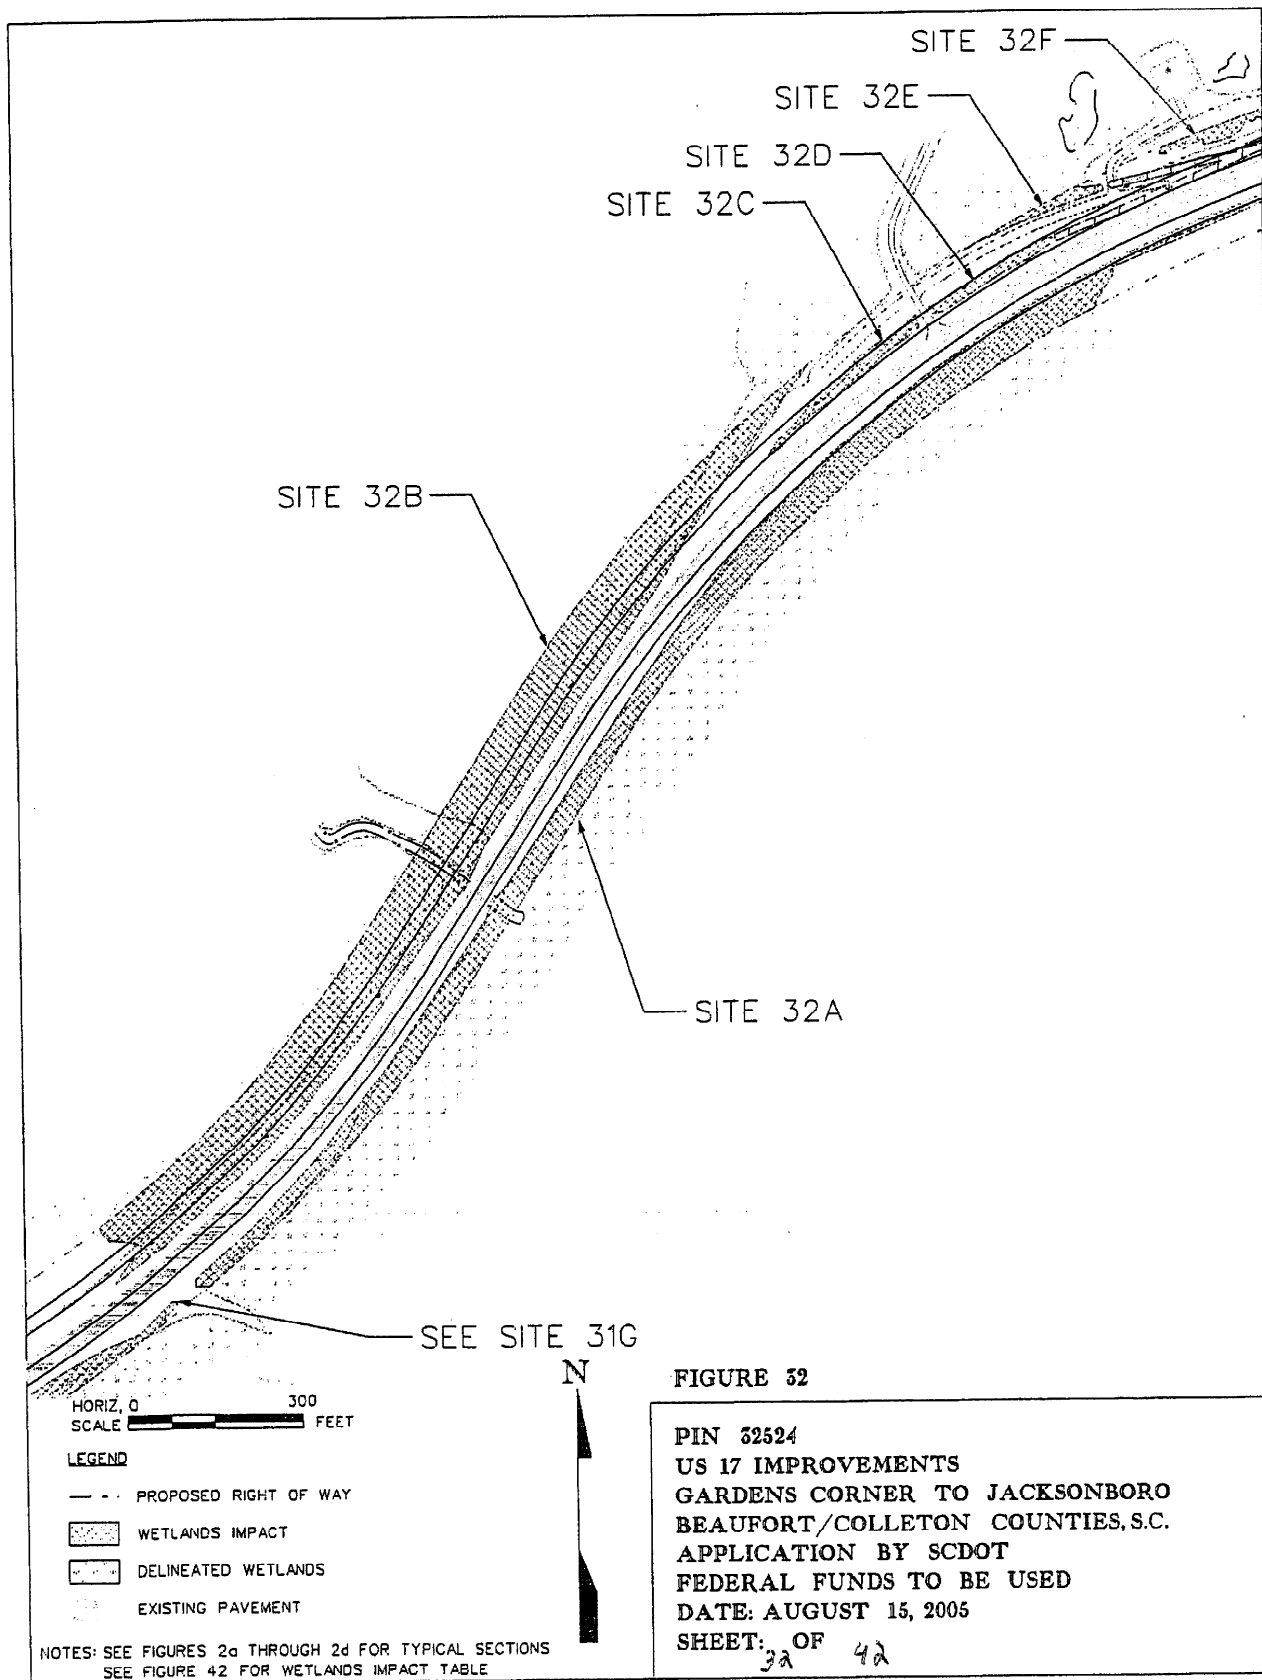 SITE 32F
SITE 32E
SITE 32D
SITE 32C
SITE 32B
SITE 32A
SEE SITE 31G
N
HORIZ, 0 300
SCALE FEET
LEGEND
PROPOSED RIGHT OF WAY
WETLANDS IMPACT
DELINEATED WETLANDS
EXISTING PAVEMENT
NOTES: SEE FIGURES 2a THROUGH 2d FOR TYPICAL SECTIONS
SEE FIGURE 42 FOR WETLANDS IMPACT TABLE
FIGURE 32
PIN 32524
US 17 IMPROVEMENTS
GARDENS CORNER TO JACKSONBORO
BEAUFORT/COLLETON COUNTIES, S.C.
APPLICATION BY SCDOT
FEDERAL FUNDS TO BE USED
DATE: AUGUST 15, 2005
SHEET: 32 OF 42